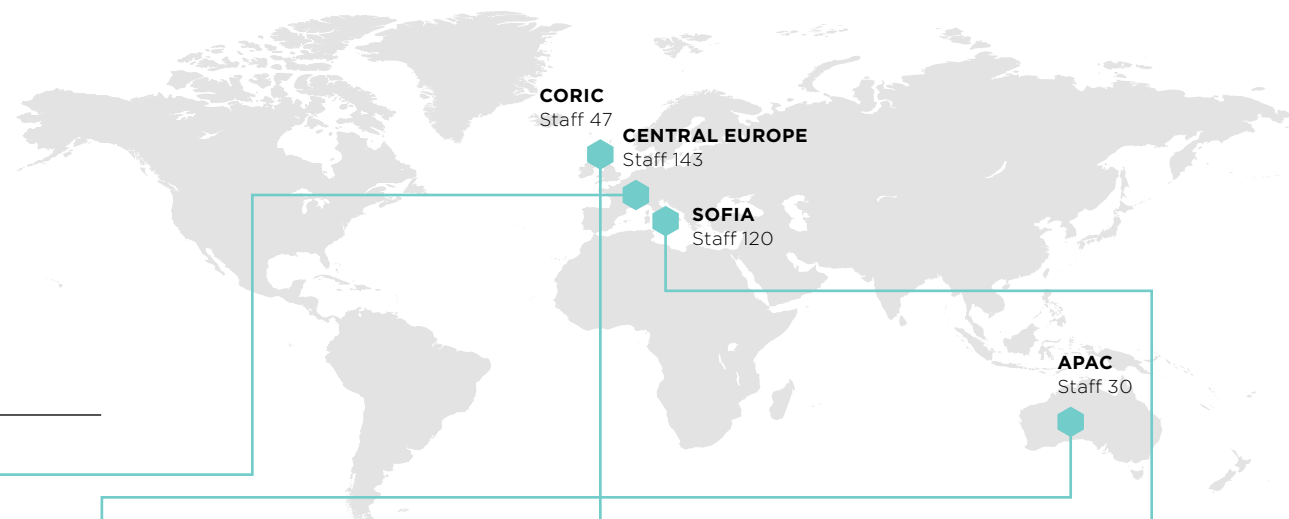 CORIC
Staff 47
CENTRAL EUROPE
Staff 143
SOFIA
Staff 120
APAC
Staff 30